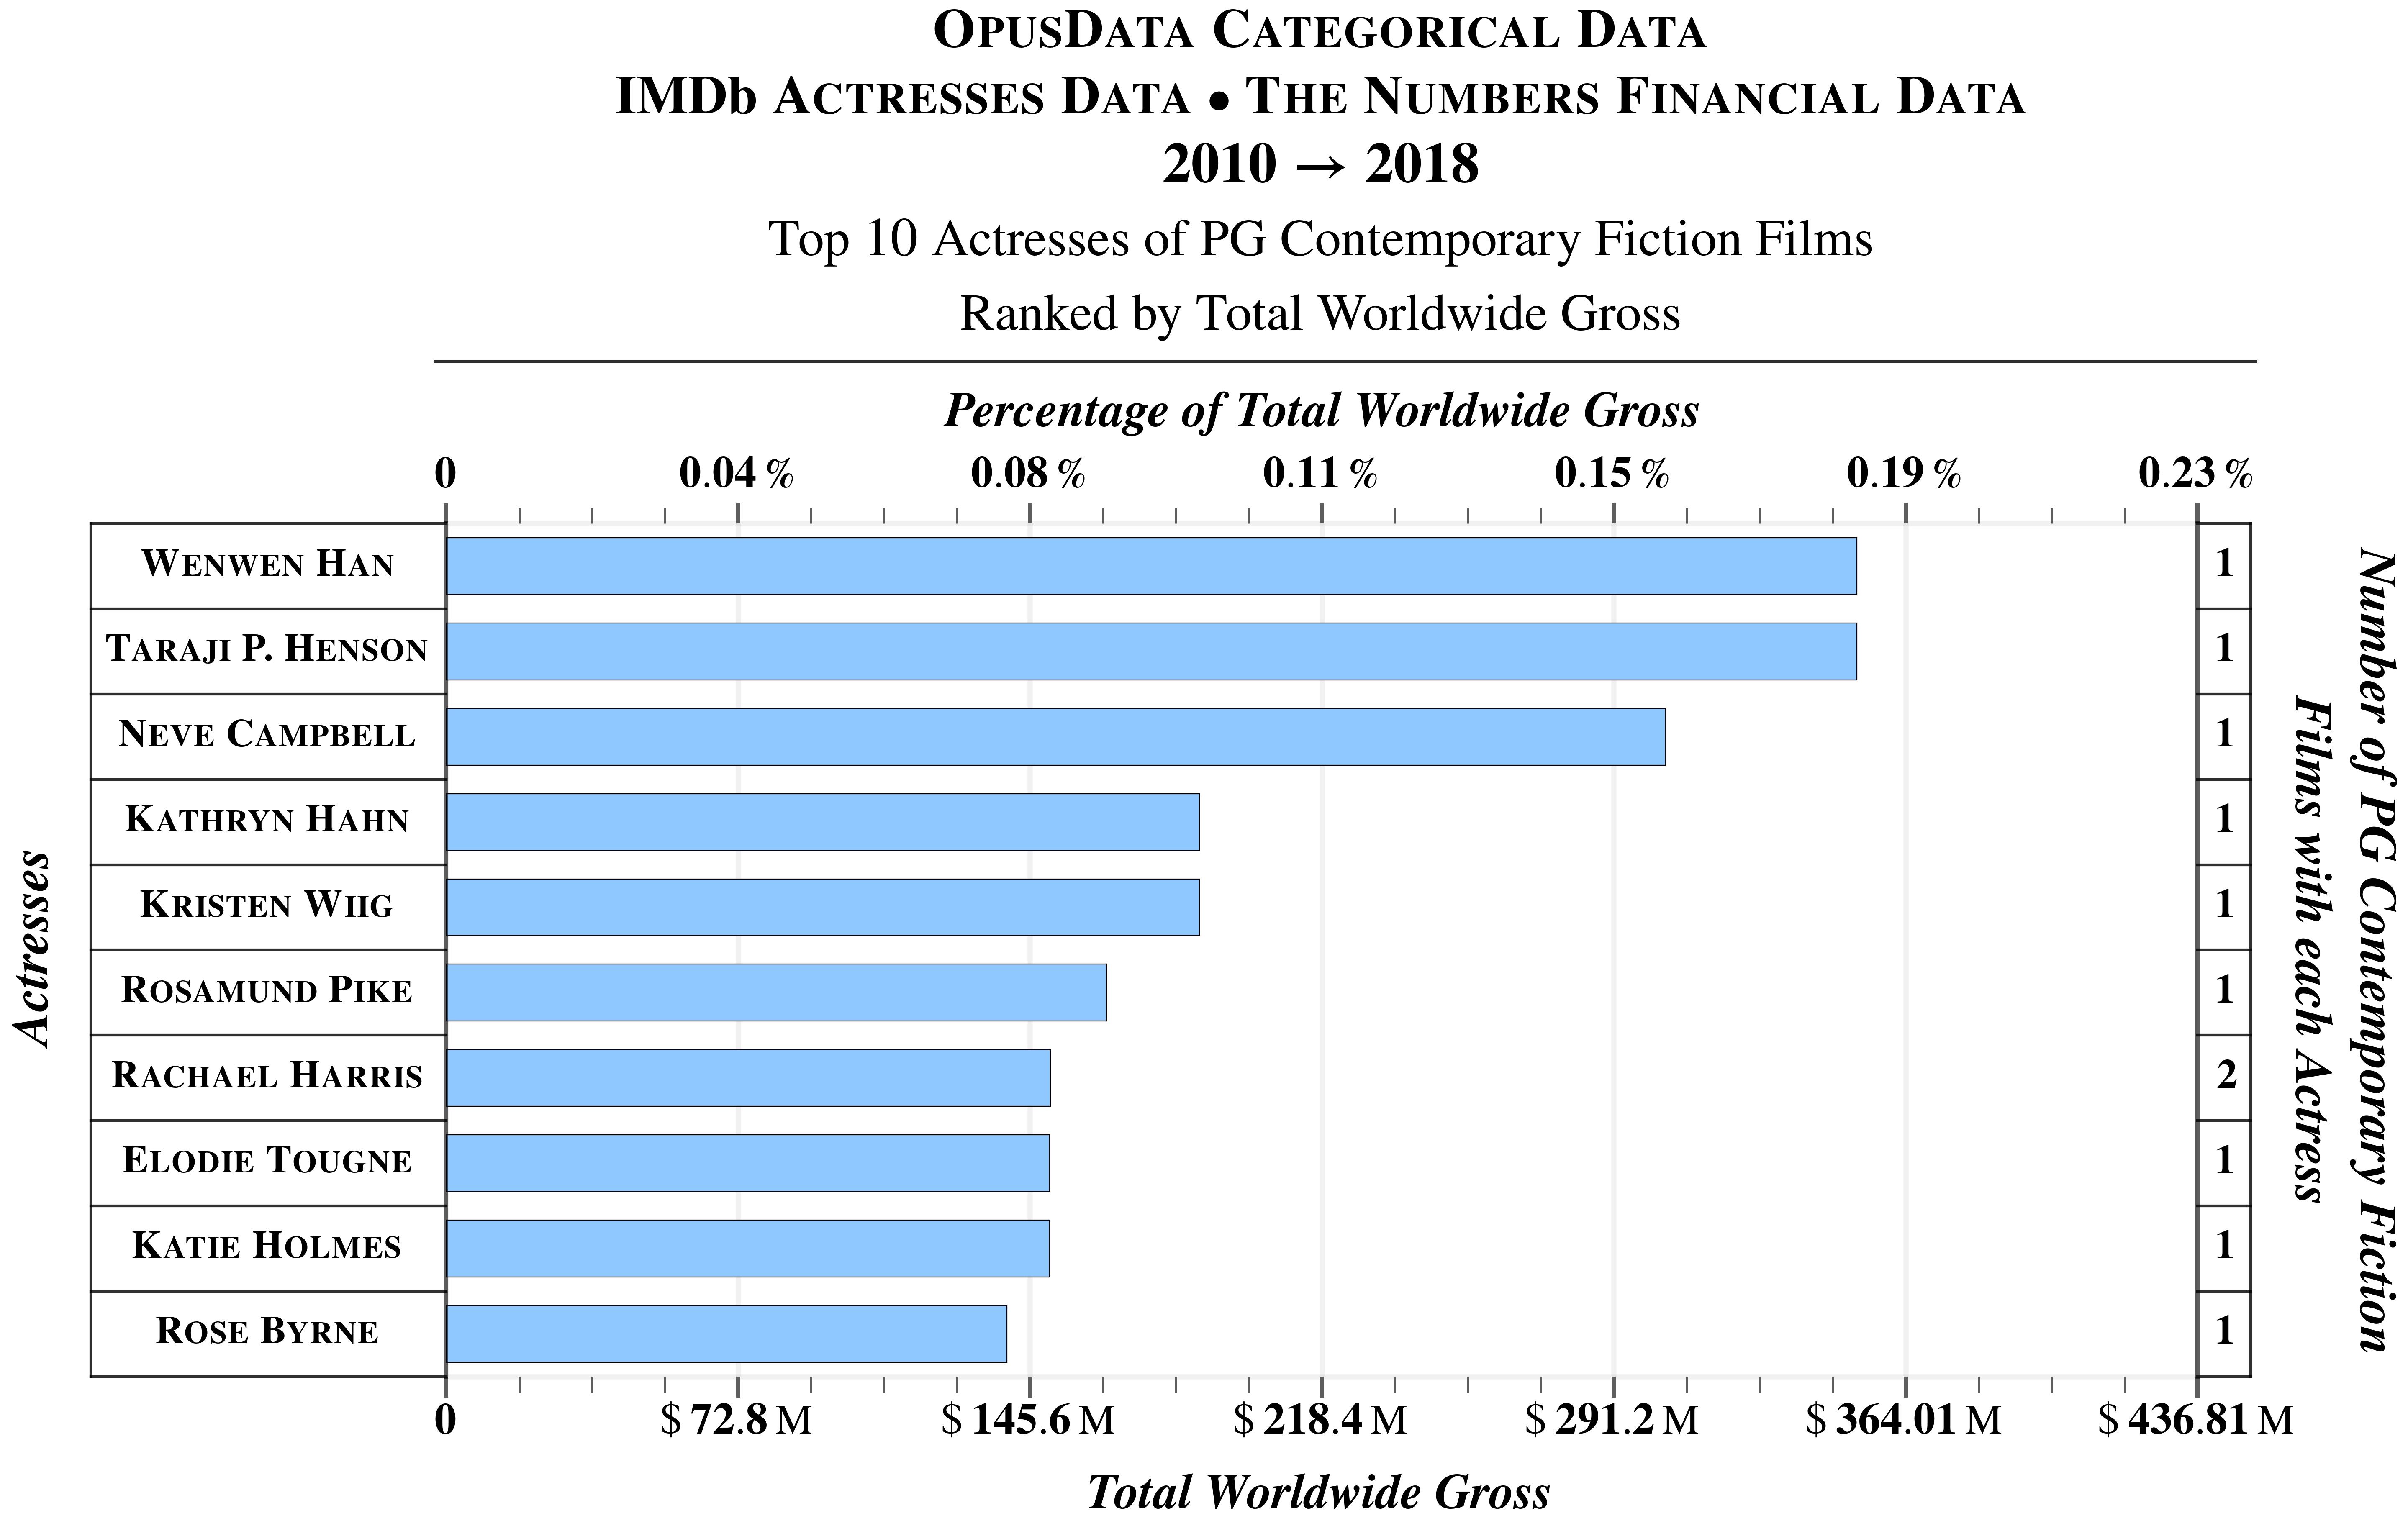 OpusData Categorical Data
IMDb Actresses Data • The Numbers Financial Data
2010 → 2018
Top 10 Actresses of PG Contemporary Fiction Films
Ranked by Total Worldwide Gross
Percentage of Total Worldwide Gross
0 0.04 % 0.08 % 0.11 % 0.15 % 0.19 % 0.23 %
Actresses
Wenwen Han 1
Taraji P. Henson 1
Neve Campbell 1
Kathryn Hahn 1
Kristen Wiig 1
Rosamund Pike 1
Rachael Harris 2
Elodie Tougne 1
Katie Holmes 1
Rose Byrne 1
Number of PG Contemporary Fiction
Films with each Actress
0 $ 72.8 M $ 145.6 M $ 218.4 M $ 291.2 M $ 364.01 M $ 436.81 M
Total Worldwide Gross